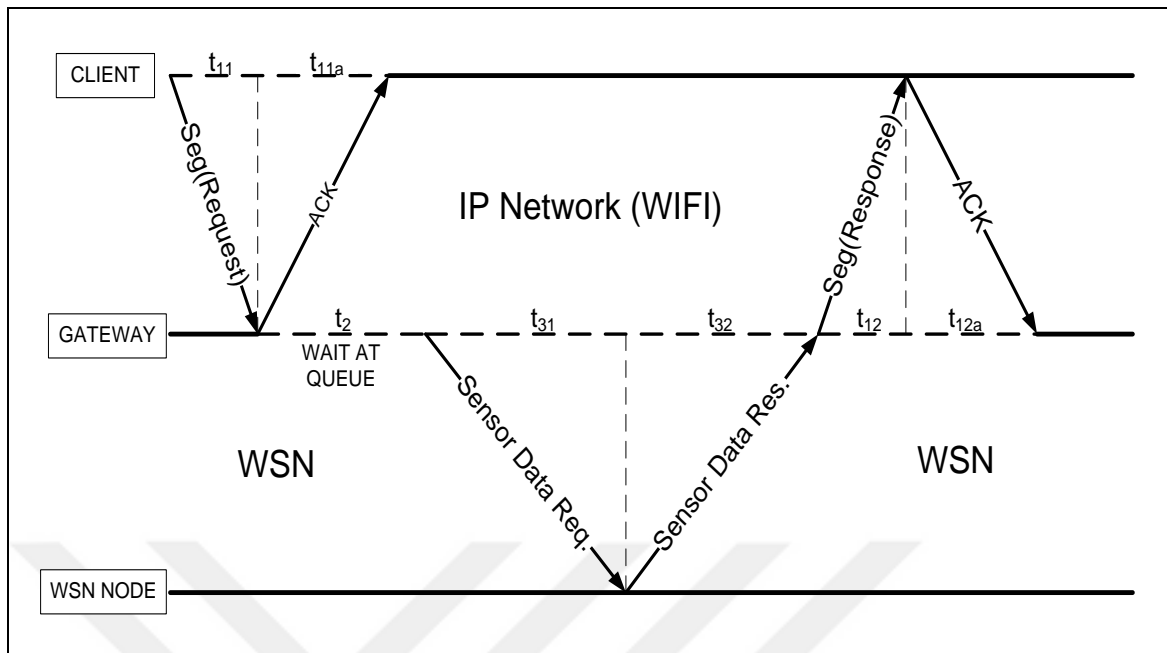 t11 t11a
CLIENT
Seg(Request)
ACK
IP Network (WIFI)
Seg(Response)
ACK
GATEWAY
t2 t31 t32 t12 t12a
WAIT AT
QUEUE
Sensor Data Req.
Sensor Data Res.
WSN
WSN
WSN NODE